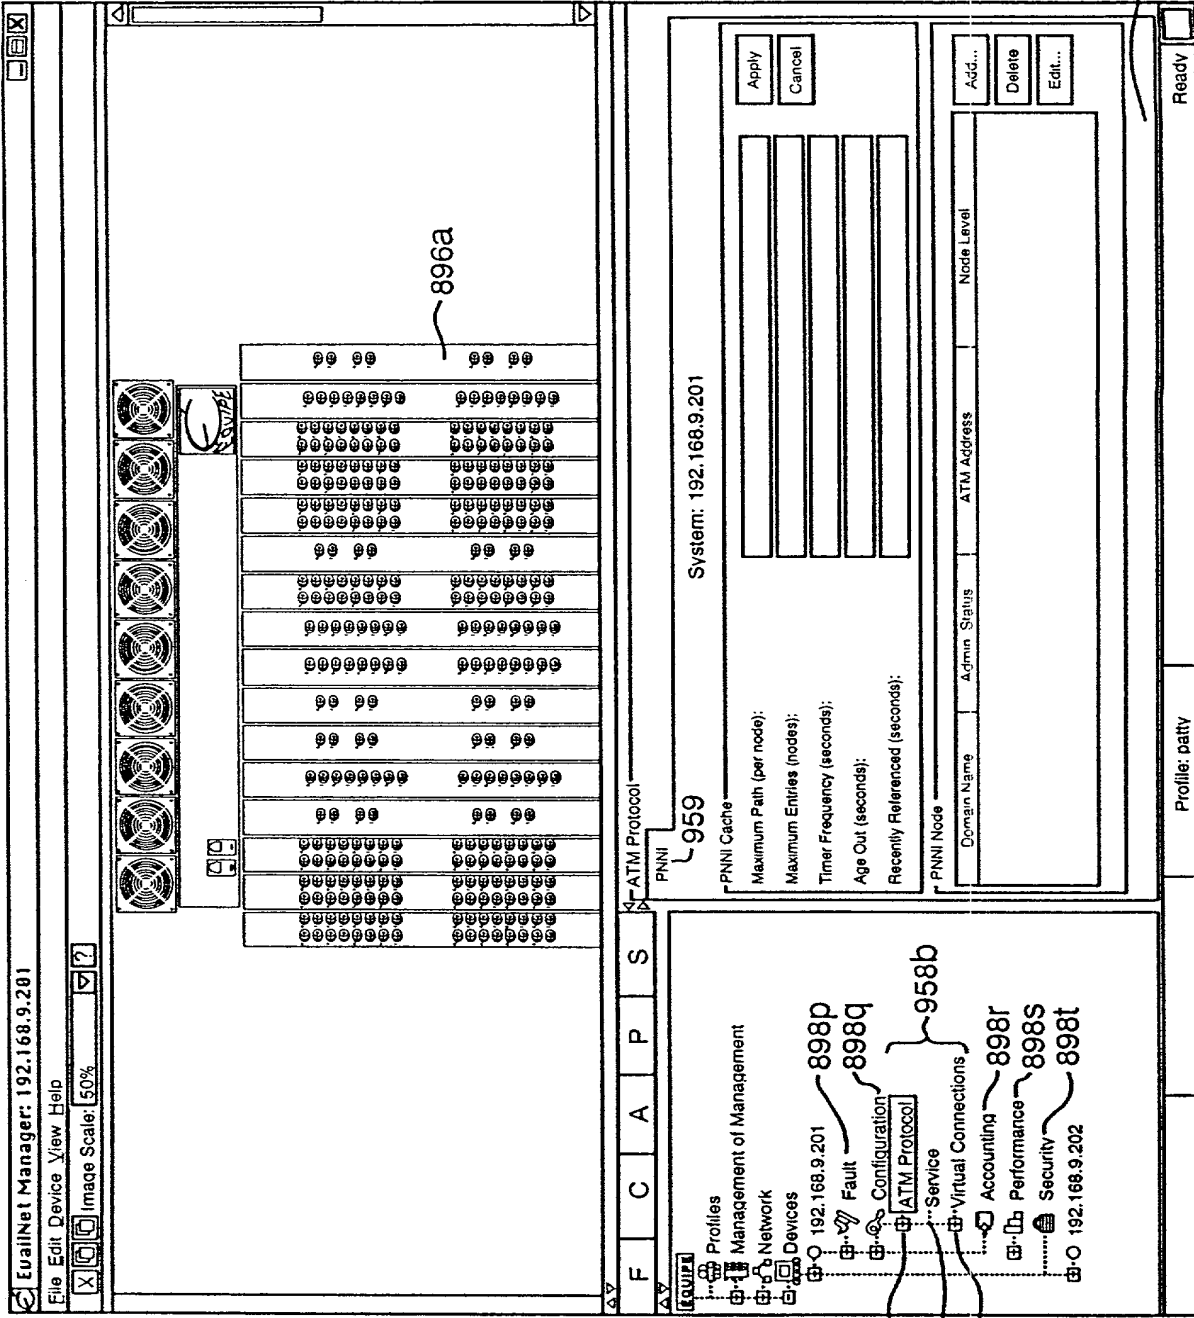 EuailNet Manager: 192.168.9.201
File Edit Device View Help
X Image Scale: 50% ?
896a
F C A P S
EQUIPE
Profiles
Management of Management
Network
Devices
192.168.9.201
898p
Fault
898q
Configuration
ATM Protocol
Service
958b
Virtual Connections
Accounting
898r
Performance
898s
Security
898t
192.168.9.202
ATM Protocol
PNNI
959
System: 192.168.9.201
PNNI Cache
Maximum Path (per node):
Maximum Entries (nodes):
Timer Frequency (seconds):
Age Out (seconds):
Recently Referenced (seconds):
Apply
Cancel
PNNI Node
Domain Name Admin Status ATM Address Node Level
Add...
Delete
Edit...
Profile: patty
Ready